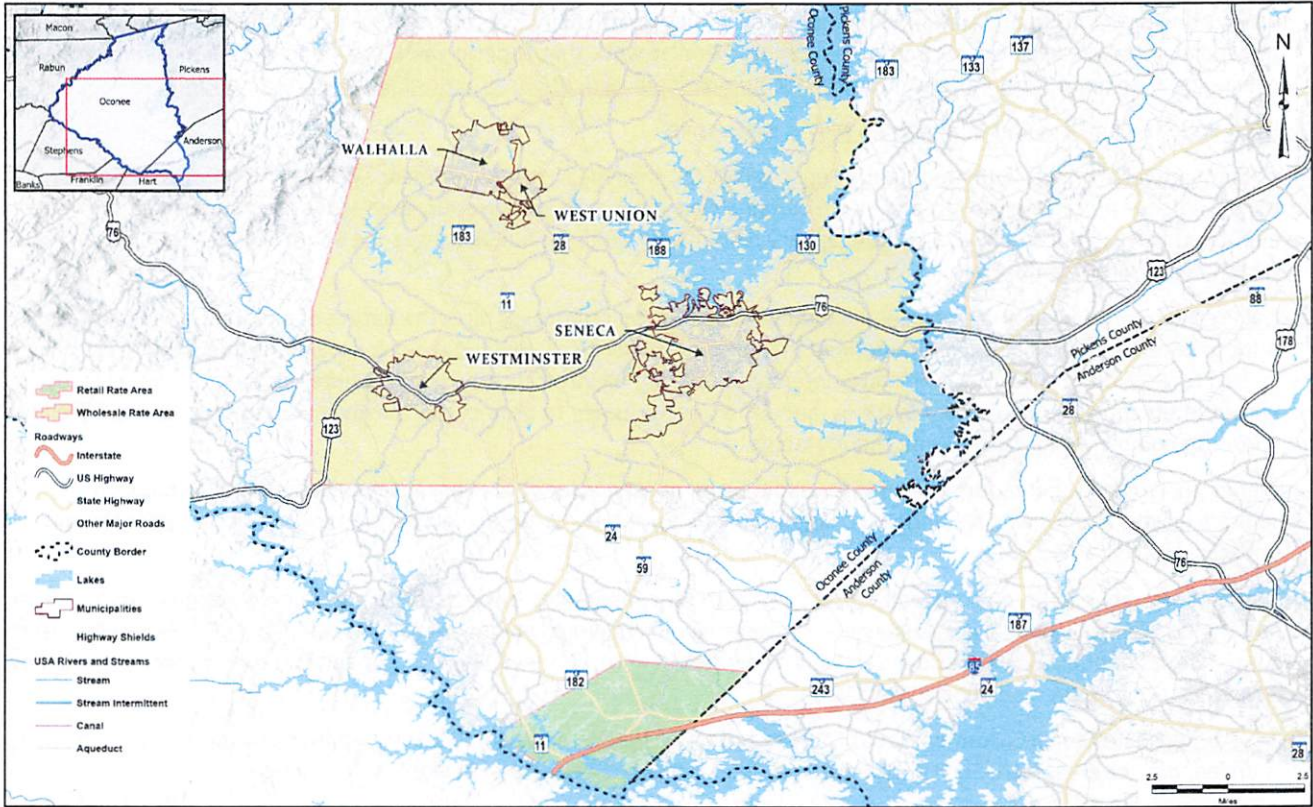 Macon
Rabun
Pickens
Oconee
Anderson
Stephens
Banks
Franklin
Hart
Pickens County
Oconee County
183
133
137
N
WALHALLA
WEST UNION
76
183
28
188
130
123
11
76
88
SENECA
WESTMINSTER
Pickens County
Anderson County
178
28
123
Retail Rate Area
Wholesale Rate Area
Roadways
Interstate
US Highway
State Highway
Other Major Roads
County Border
Lakes
Municipalities
Highway Shields
USA Rivers and Streams
Stream
Stream Intermittent
Canal
Aqueduct
24
59
Oconee County
Anderson County
76
187
182
243
85
24
11
28
2.5 0 2.5
Miles